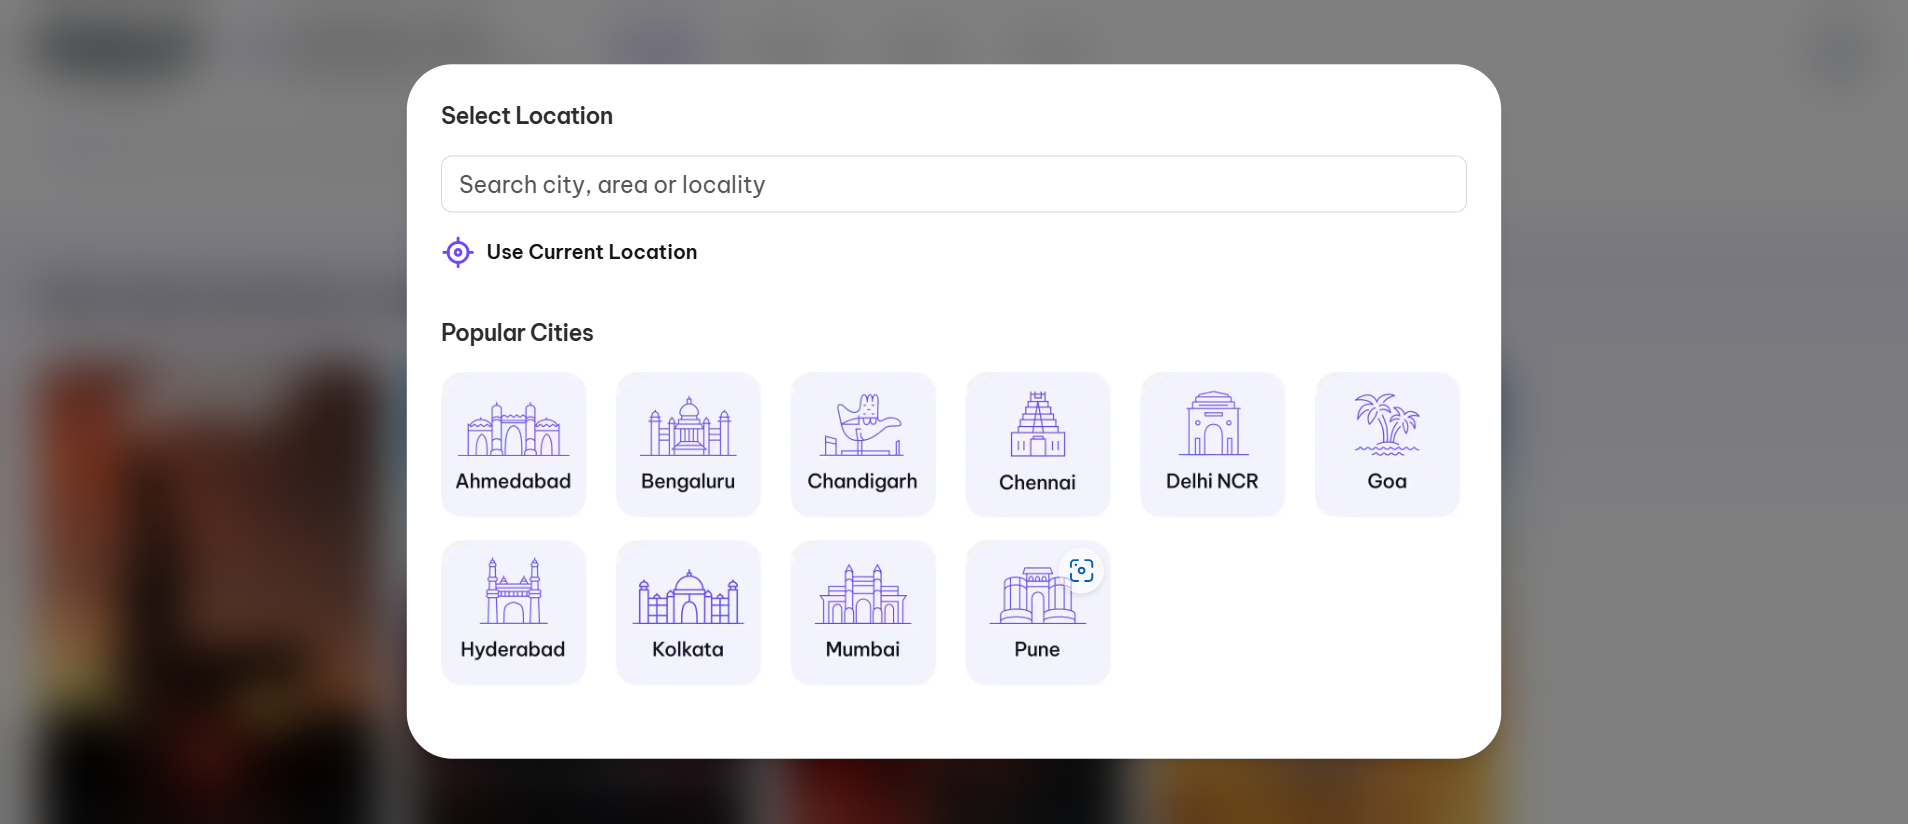 Select Location
Search city, area or locality
Use Current Location
Popular Cities
Ahmedabad
Bengaluru
Chandigarh
Chennai
Delhi NCR
Goa
Hyderabad
Kolkata
Mumbai
Pune